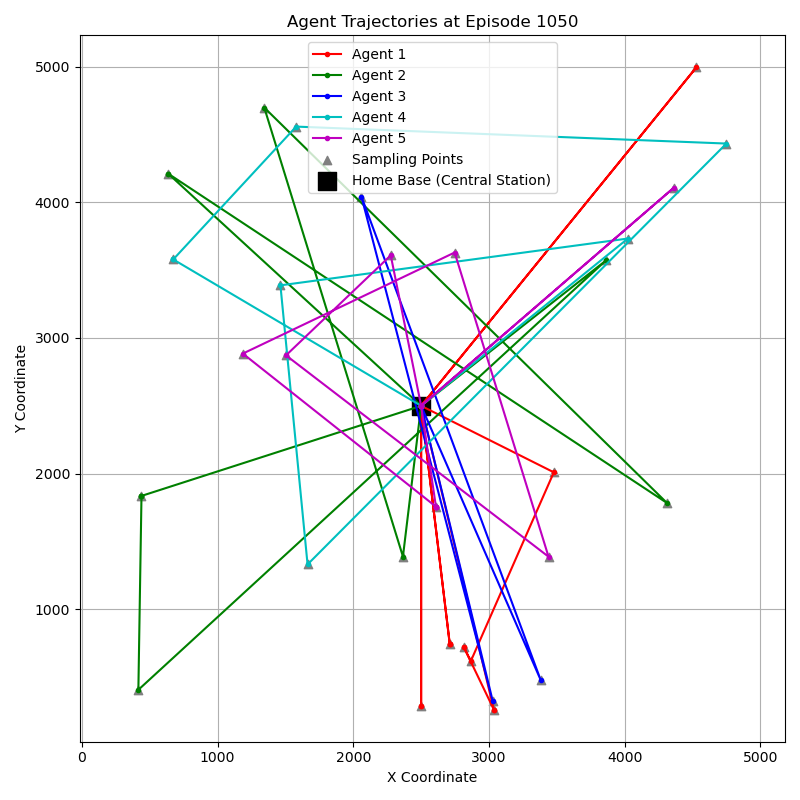 Agent Trajectories at Episode 1050
Agent 1
Agent 2
Agent 3
Agent 4
Agent 5
Sampling Points
Home Base (Central Station)
Y Coordinate
5000
4000
3000
2000
1000
0
1000
2000
3000
4000
5000
X Coordinate